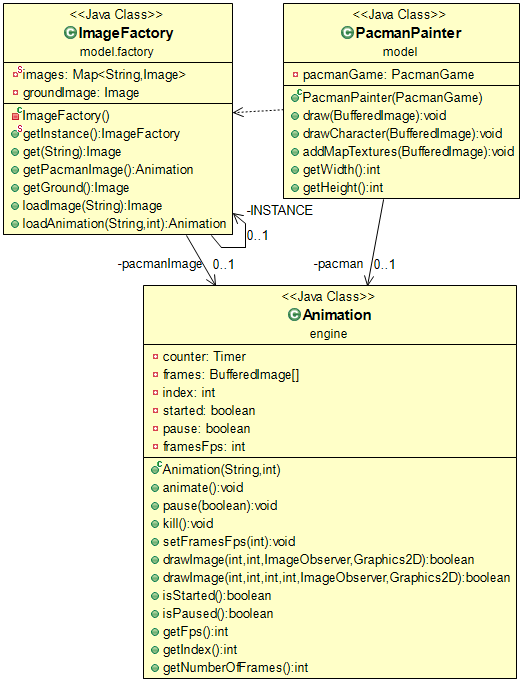 <<Java Class>>
ImageFactory
model.factory
images: Map<String,Image>
groundImage: Image
ImageFactory()
getInstance():ImageFactory
get(String):Image
getPacmanImage():Animation
getGround():Image
loadImage(String):Image
loadAnimation(String,int):Animation
<<Java Class>>
PacmanPainter
model
pacmanGame: PacmanGame
PacmanPainter(PacmanGame)
draw(BufferedImage):void
drawCharacter(BufferedImage):void
addMapTextures(BufferedImage):void
getWidth():int
getHeight():int
-INSTANCE
0..1
-pacmanImage 0..1
-pacman 0..1
<<Java Class>>
Animation
engine
counter: Timer
frames: BufferedImage[]
index: int
started: boolean
pause: boolean
framesFps: int
Animation(String,int)
animate():void
pause(boolean):void
kill():void
setFramesFps(int):void
drawImage(int,int,ImageObserver,Graphics2D):boolean
drawImage(int,int,int,int,ImageObserver,Graphics2D):boolean
isStarted():boolean
isPaused():boolean
getFps():int
getIndex():int
getNumberOfFrames():int